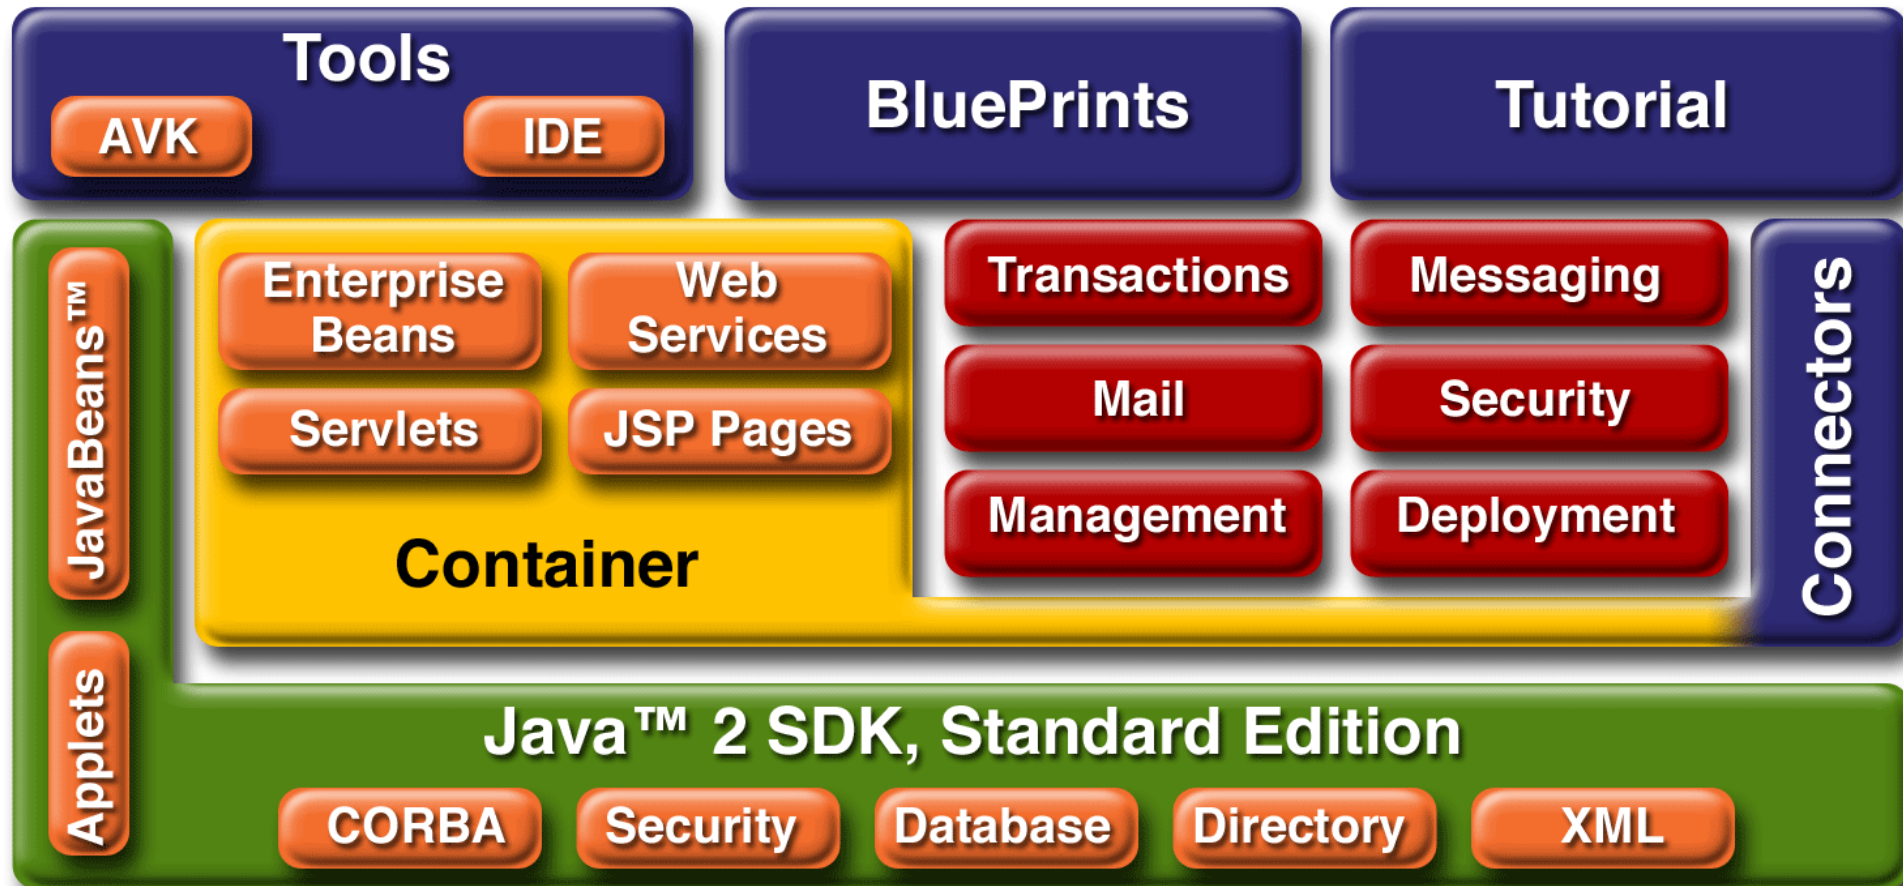 Tools
AVK
IDE
BluePrints
Tutorial
JavaBeans™
Applets
Enterprise
Beans
Web
Services
Servlets
JSP Pages
Container
Transactions
Messaging
Mail
Security
Management
Deployment
Connectors
Java™ 2 SDK, Standard Edition
CORBA
Security
Database
Directory
XML